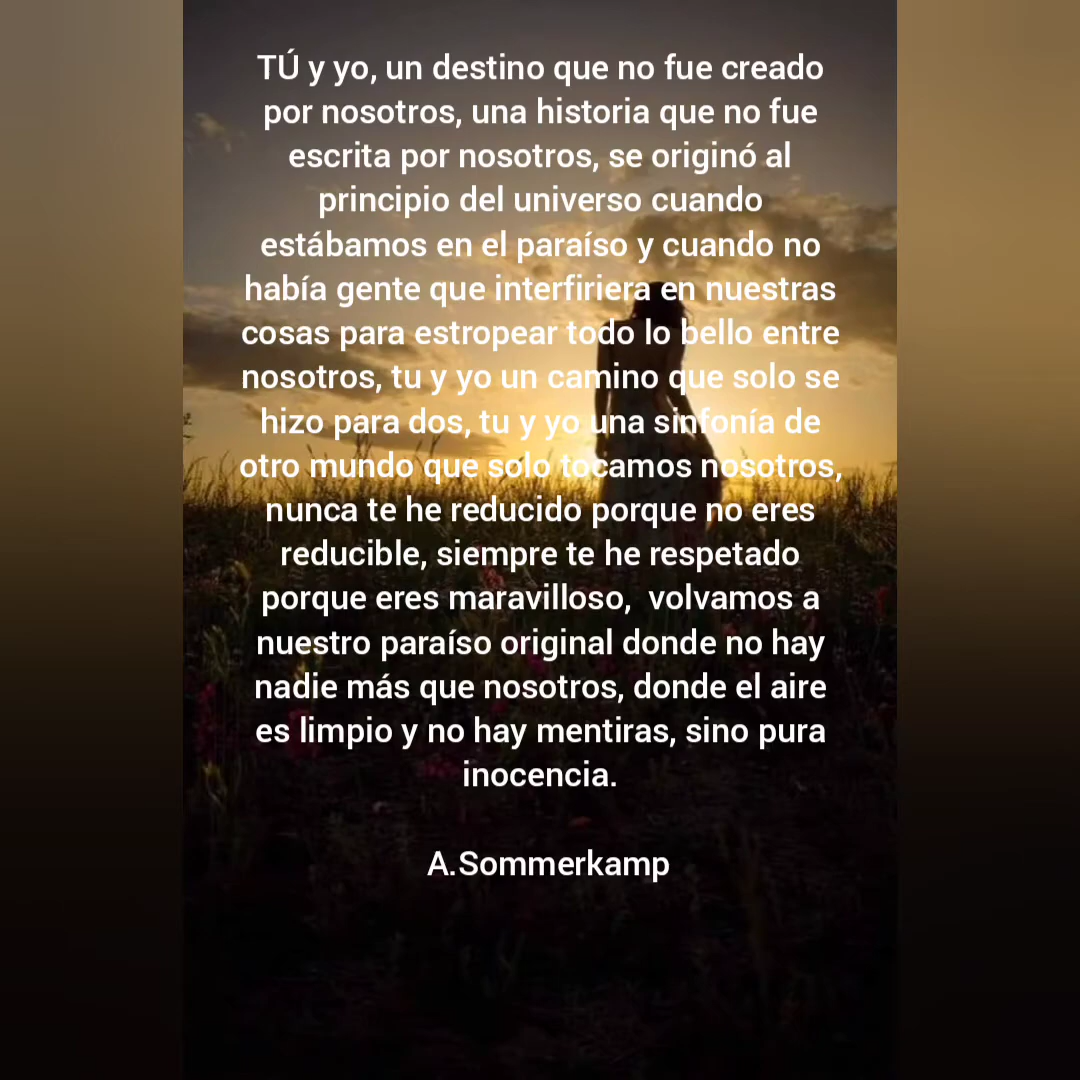 TÚ y yo, un destino que no fue creado
por nosotros, una historia que no fue
escrita por nosotros, se originó al
principio del universo cuando
estábamos en el paraíso y cuando no
había gente que interfiriera en nuestras
cosas para estropear todo lo bello entre
nosotros, tu y yo un camino que solo se
hizo para dos, tu y yo una sinfonía de
otro mundo que solo tocamos nosotros,
nunca te he reducido porque no eres
reducible, siempre te he respetado
porque eres maravilloso,  volvamos a
nuestro paraíso original donde no hay
nadie más que nosotros, donde el aire
es limpio y no hay mentiras, sino pura
inocencia.
A.Sommerkamp